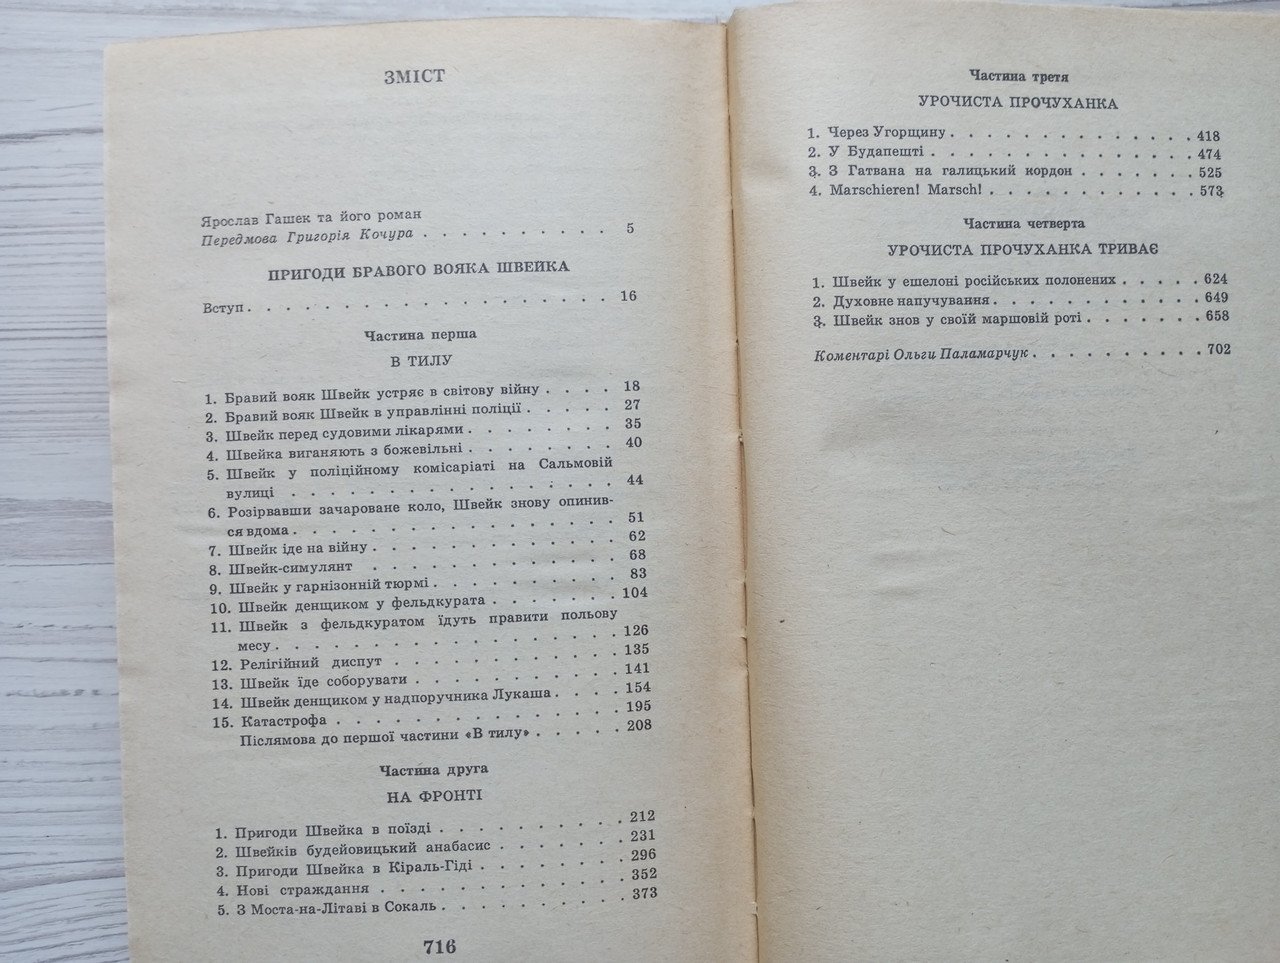 ЗМІСТ
Ярослав Гашек та його роман
Передмова Григорія Кочура . . . . . . . . . . 5
ПРИГОДИ БРАВОГО ВОЯКА ШВЕЙКА
Вступ . . . . . . . . . . . . . . . . . . 16
Частина перша
В ТИЛУ
1. Бравий вояк Швейк устряє в світову війну . . . . 18
2. Бравий вояк Швейк в управлінні поліції . . . . . 27
3. Швейк перед судовими лікарями . . . . . . . . 35
4. Швейка виганяють з божевільні . . . . . . . . 40
5. Швейк у поліційному комісаріаті на Сальмовій
вулиці . . . . . . . . . . . . . . . . 44
6. Розірвавши зачароване коло, Швейк знову опинив-
ся вдома . . . . . . . . . . . . . . . . 51
7. Швейк іде на війну . . . . . . . . . . . . . 62
8. Швейк-симулянт . . . . . . . . . . . . . 68
9. Швейк у гарнізонній тюрмі . . . . . . . . . . 83
10. Швейк денщиком у фельдкурата . . . . . . . 104
11. Швейк з фельдкуратом їдуть правити польову
месу . . . . . . . . . . . . . . . . . 126
12. Релігійний диспут . . . . . . . . . . . . 135
13. Швейк їде соборувати . . . . . . . . . . . 141
14. Швейк денщиком у надпоручника Лукаша . . . . 154
15. Катастрофа . . . . . . . . . . . . . . . 195
Післямова до першої частини «В тилу» . . . . . 208
Частина друга
НА ФРОНТІ
1. Пригоди Швейка в поїзді . . . . . . . . . . 212
2. Швейків будейовицький анабасис . . . . . . . 231
3. Пригоди Швейка в Кіраль-Гіді . . . . . . . . 296
4. Нові страждання . . . . . . . . . . . . . 352
5. З Моста-на-Літаві в Сокаль . . . . . . . . . . 373
716
Частина третя
УРОЧИСТА ПРОЧУХАНКА
1. Через Угорщину . . . . . . . . . . . . . . 418
2. У Будапешті . . . . . . . . . . . . . . . 474
3. З Гатвана на галицький кордон . . . . . . . . 525
4. Marschieren! Marsch! . . . . . . . . . . . . 573
Частина четверта
УРОЧИСТА ПРОЧУХАНКА ТРИВАЄ
1. Швейк у ешелоні російських полонених . . . . . 624
2. Духовне напучування . . . . . . . . . . . . 649
3. Швейк знов у своїй маршовій роті . . . . . . . 658
Коментарі Ольги Паламарчук . . . . . . . . . . 702